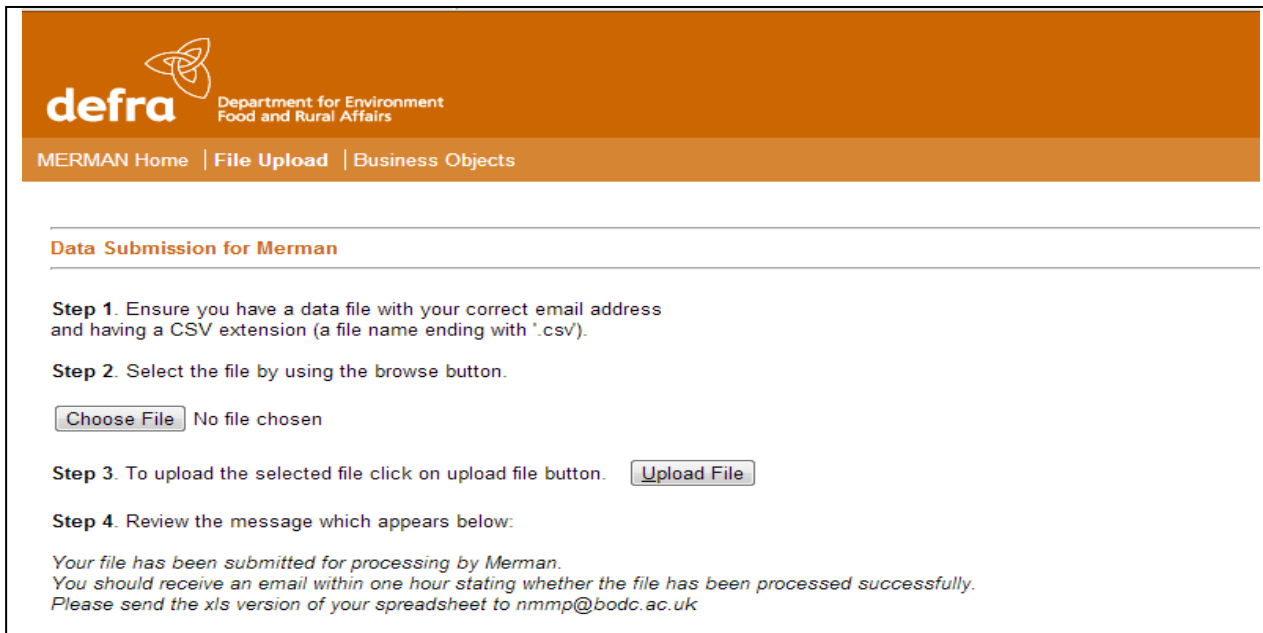 defra Department for Environment
Food and Rural Affairs
MERMAN Home | File Upload | Business Objects
Data Submission for Merman
Step 1. Ensure you have a data file with your correct email address
and having a CSV extension (a file name ending with '.csv').
Step 2. Select the file by using the browse button.
Choose File No file chosen
Step 3. To upload the selected file click on upload file button. Upload File
Step 4. Review the message which appears below:
Your file has been submitted for processing by Merman.
You should receive an email within one hour stating whether the file has been processed successfully.
Please send the xls version of your spreadsheet to nmmp@bodc.ac.uk